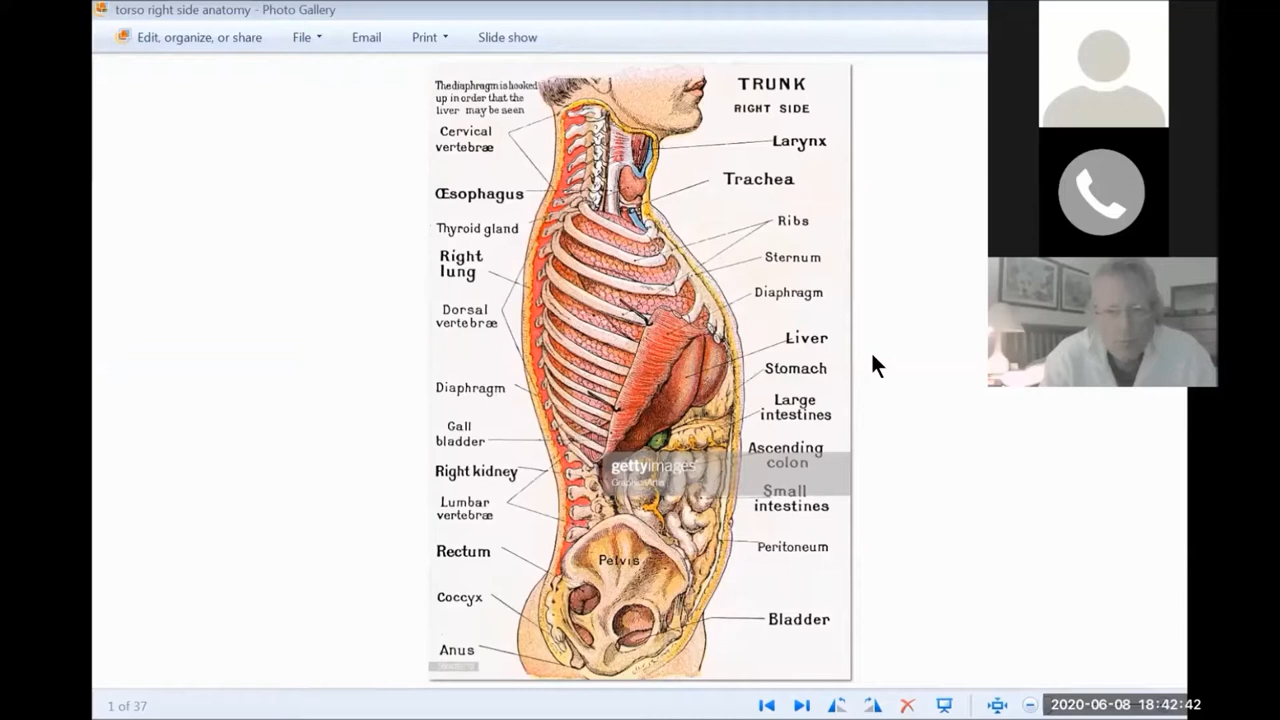 torso right side anatomy - Photo Gallery
Edit, organize, or share
File
Email
Print
Slide show
The diaphragm is hooked
up in order that the
liver may be seen
TRUNK
RIGHT SIDE
Cervical
vertebræ
Larynx
Œsophagus
Trachea
Thyroid gland
Ribs
Right
lung
Sternum
Diaphragm
Dorsal
vertebræ
Liver
Stomach
Diaphragm
Large
intestines
Gall
bladder
Ascending
colon
Right kidney
gettyimages
GraphicaArtis
Small
intestines
Lumbar
vertebræ
Rectum
Peritoneum
Pelvis
Coccyx
Bladder
Anus
1 of 37
2020-06-08 18:42:42